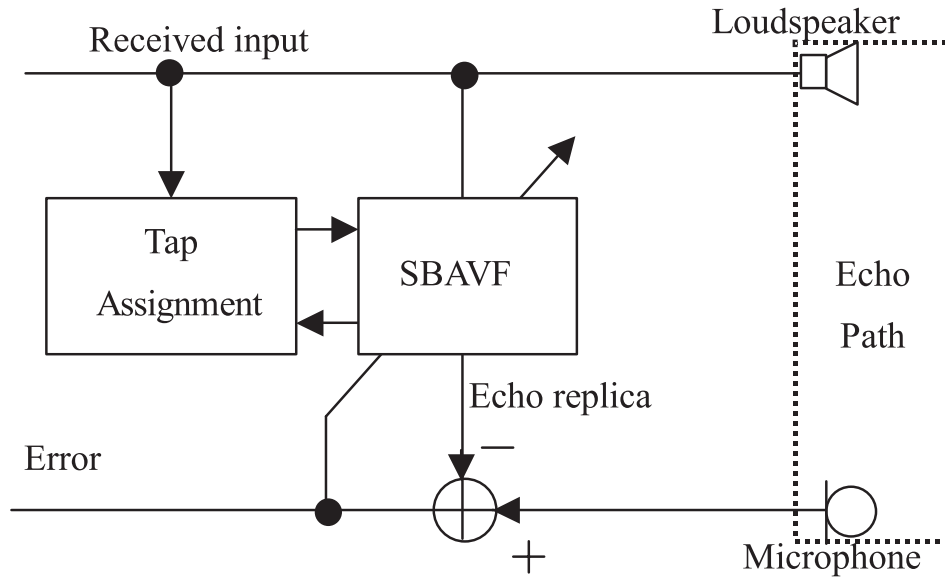 Loudspeaker
Received input
Tap
Assignment
SBAVF
Echo
Path
Echo replica
−
Error
+
Microphone